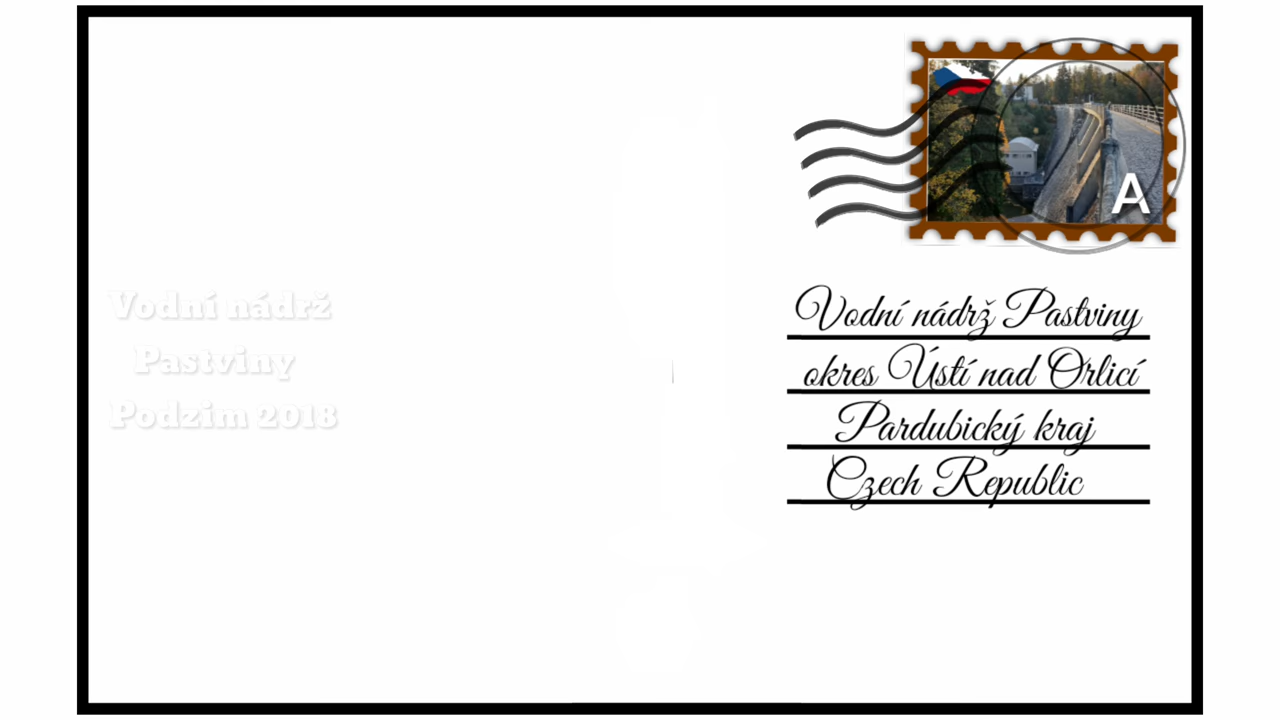 A
Vodní nádrž
Pastviny
Podzim 2018
Vodní nádrž Pastviny
okres Ústí nad Orlicí
Pardubický kraj
Czech Republic